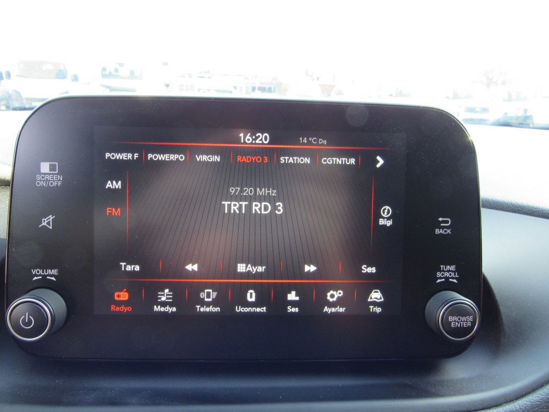 16:20 14 °C Dş
POWER F POWERPO VIRGIN RADYO 3 STATION CGTNTUR
SCREEN
ON/OFF
AM
FM
97.20 MHz
TRT RD 3
Bilgi
BACK
Tara Ayar Ses
VOLUME
TUNE
SCROLL
Radyo Medya Telefon Uconnect Ses Ayarlar Trip
BROWSE
ENTER